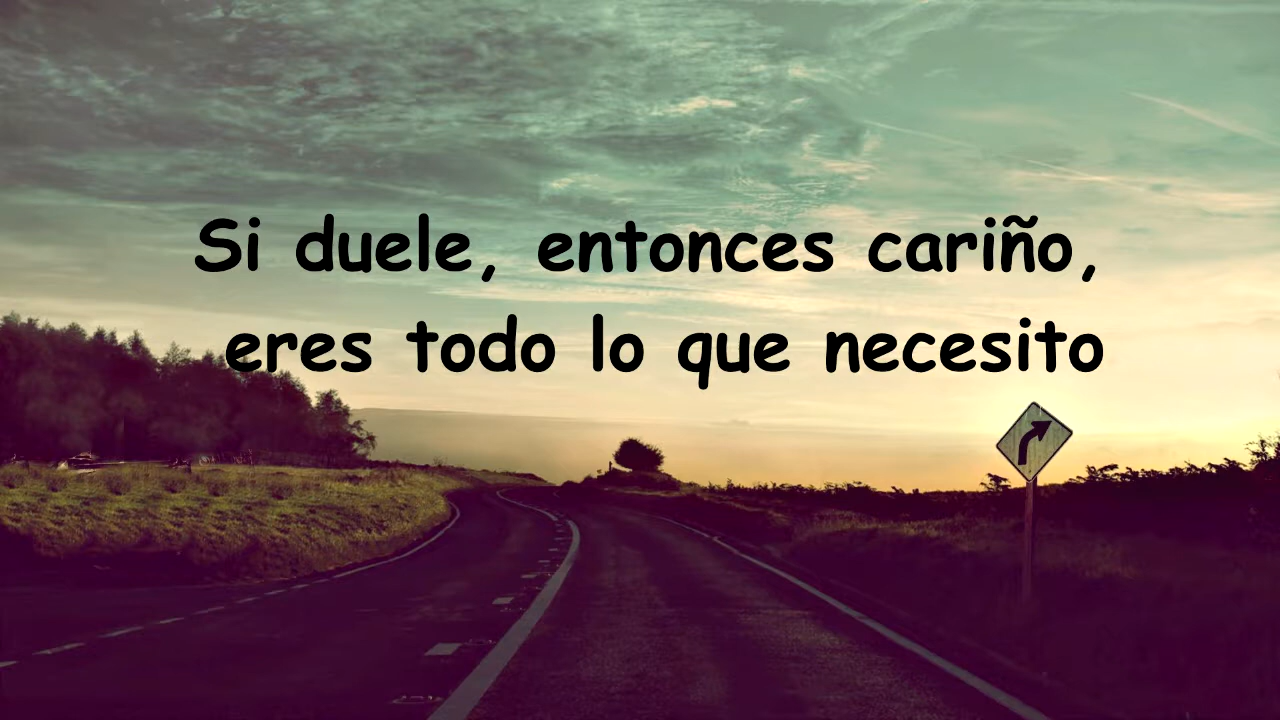 Si duele, entonces cariño,
eres todo lo que necesito